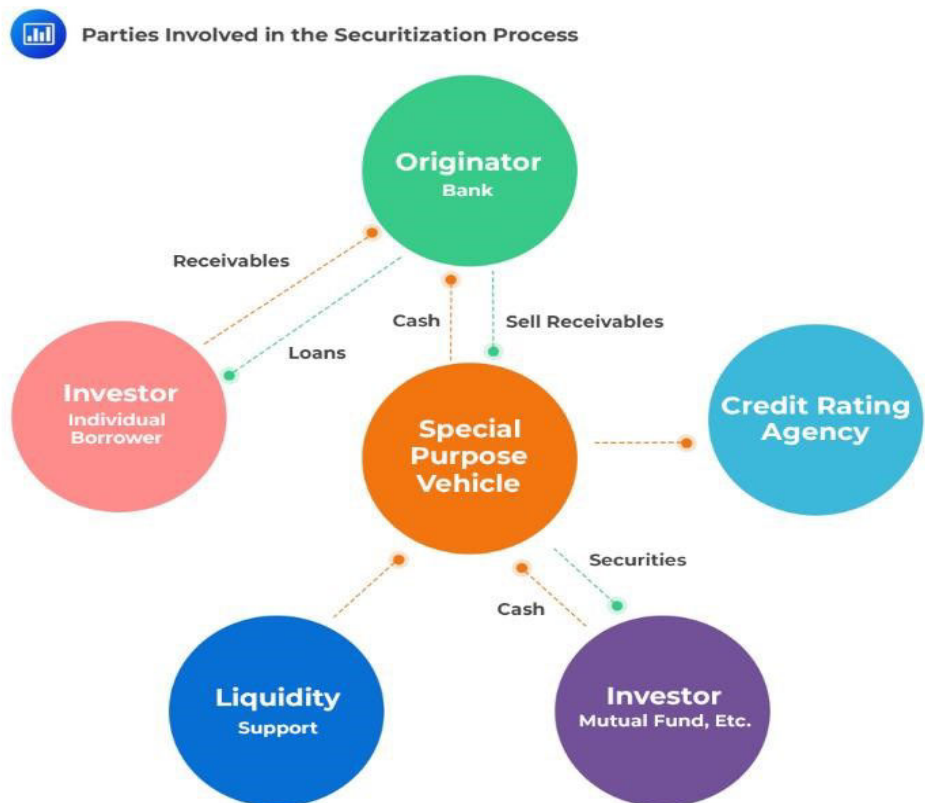 Parties Involved in the Securitization Process
Originator
Bank
Receivables
Loans
Cash
Sell Receivables
Investor
Individual
Borrower
Special
Purpose
Vehicle
Credit Rating
Agency
Securities
Cash
Liquidity
Support
Investor
Mutual Fund, Etc.